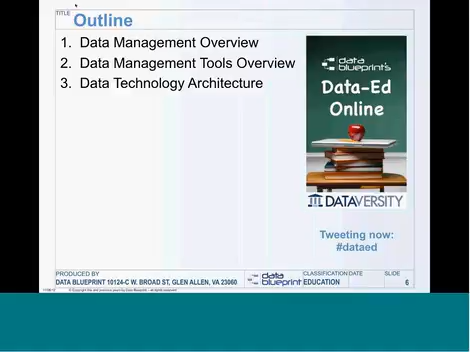 TITLE
Outline
1. Data Management Overview
2. Data Management Tools Overview
3. Data Technology Architecture
data
blueprint's
Data-Ed
Online
DATAVERSITY
Tweeting now:
#dataed
PRODUCED BY
DATA BLUEPRINT 10124-C W. BROAD ST, GLEN ALLEN, VA 23060
data
blueprint
CLASSIFICATION
EDUCATION
DATE
SLIDE
6